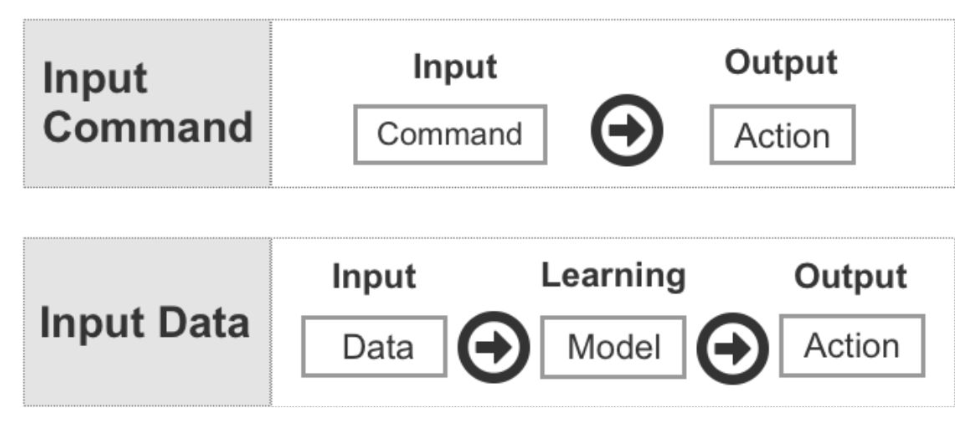 Input
Command
Input
Output
Command
Action
Input Data
Input
Learning
Output
Data
Model
Action